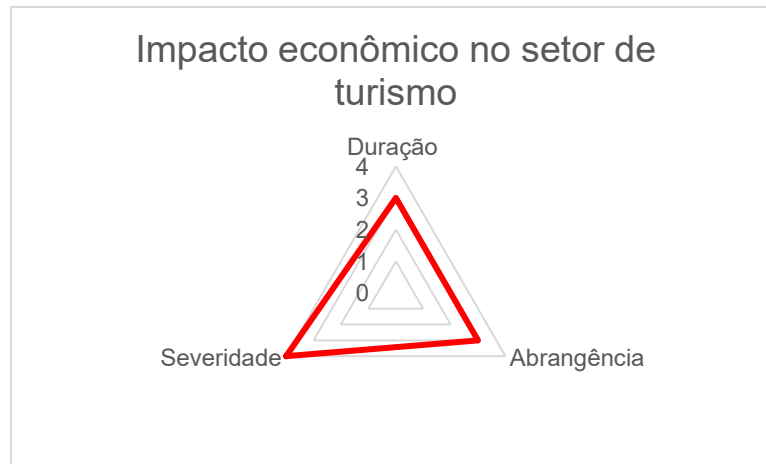 Impacto econômico no setor de
turismo
Duração
4
3
2
1
0
Severidade
Abrangência